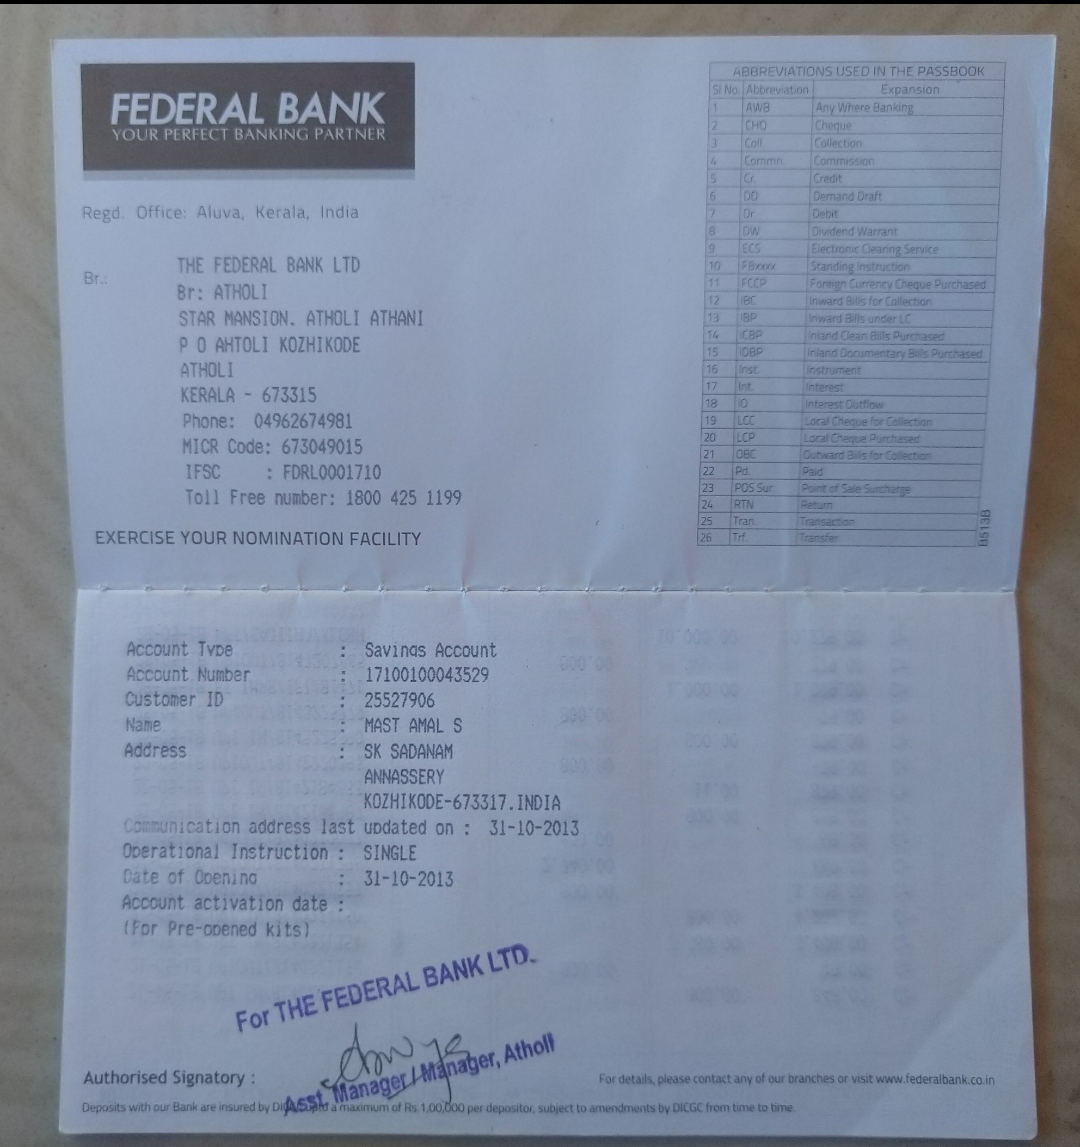 FEDERAL BANK
YOUR PERFECT BANKING PARTNER
Regd. Office: Aluva, Kerala, India
Br.:
THE FEDERAL BANK LTD
Br: ATHOLI
STAR MANSION. ATHOLI ATHANI
P O AHTOLI KOZHIKODE
ATHOLI
KERALA - 673315
Phone: 04962674981
MICR Code: 673049015
IFSC : FDRL0001710
Toll Free number: 1800 425 1199
EXERCISE YOUR NOMINATION FACILITY
ABBREVIATIONS USED IN THE PASSBOOK
Sl No. Abbreviation Expansion
1 AWB Any Where Banking
2 CHQ Cheque
3 Coll. Collection
4 Commn. Commission
5 Cr. Credit
6 DD Demand Draft
7 Dr Debit
8 DW Dividend Warrant
9 ECS Electronic Clearing Service
10 FBxxxx Standing Instruction
11 FCCP Foreign Currency Cheque Purchased
12 IBC Inward Bills for Collection
13 IBP Inward Bills under LC
14 ICBP Inland Clean Bills Purchased
15 IDBP Inland Documentary Bills Purchased
16 Inst. Instrument
17 Int. Interest
18 IO Interest Outflow
19 LCC Local Cheque for Collection
20 LCP Local Cheque Purchased
21 OBC Outward Bills for Collection
22 Pd. Paid
23 POS Sur Point of Sale Surcharge
24 RTN Return
25 Tran. Transaction
26 Trf. Transfer
B513B
Account Type : Savings Account
Account Number : 17100100043529
Customer ID : 25527906
Name : MAST AMAL S
Address : SK SADANAM
ANNASSERY
KOZHIKODE-673317.INDIA
Communication address last updated on : 31-10-2013
Operational Instruction : SINGLE
Date of Opening : 31-10-2013
Account activation date :
(For Pre-opened kits)
For THE FEDERAL BANK LTD.
Asst. Manager / Manager, Atholi
Authorised Signatory :
For details, please contact any of our branches or visit www.federalbank.co.in
Deposits with our Bank are insured by a maximum of Rs. 1,00,000 per depositor, subject to amendments by DICGC from time to time.